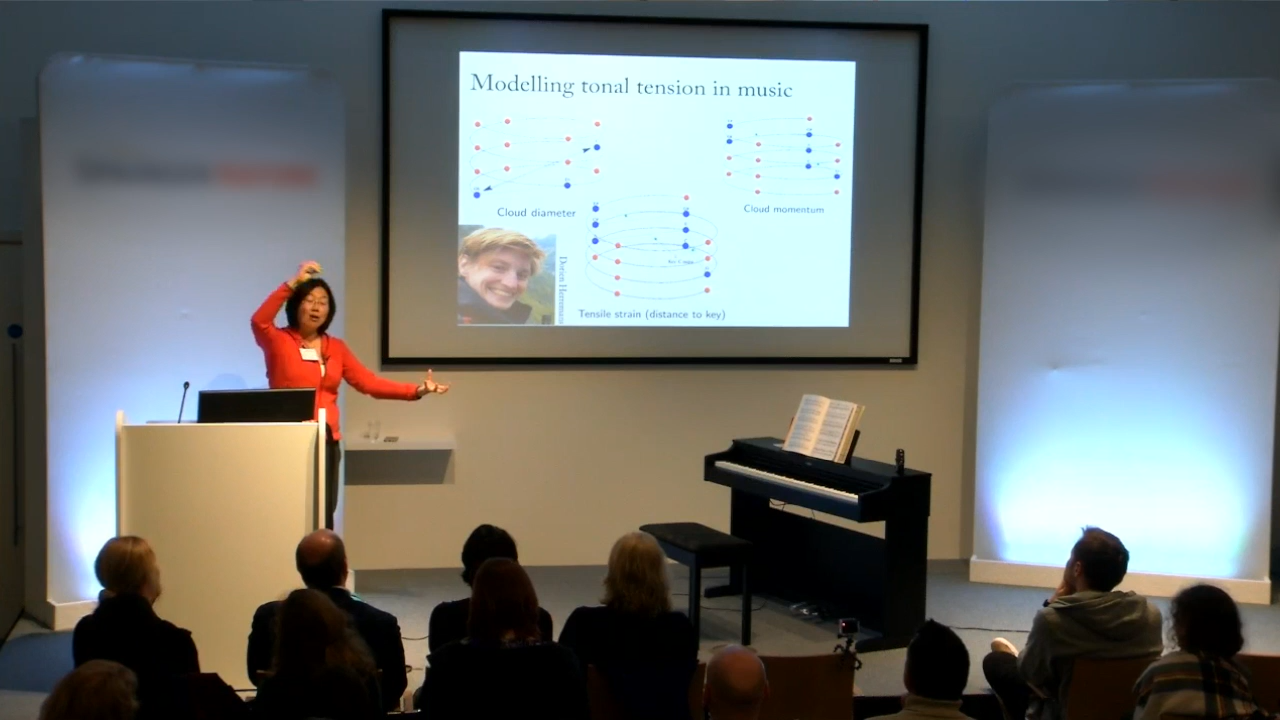 Modelling tonal tension in music
Cloud diameter
Cloud momentum
Dorien Herremans
Tensile strain (distance to key)